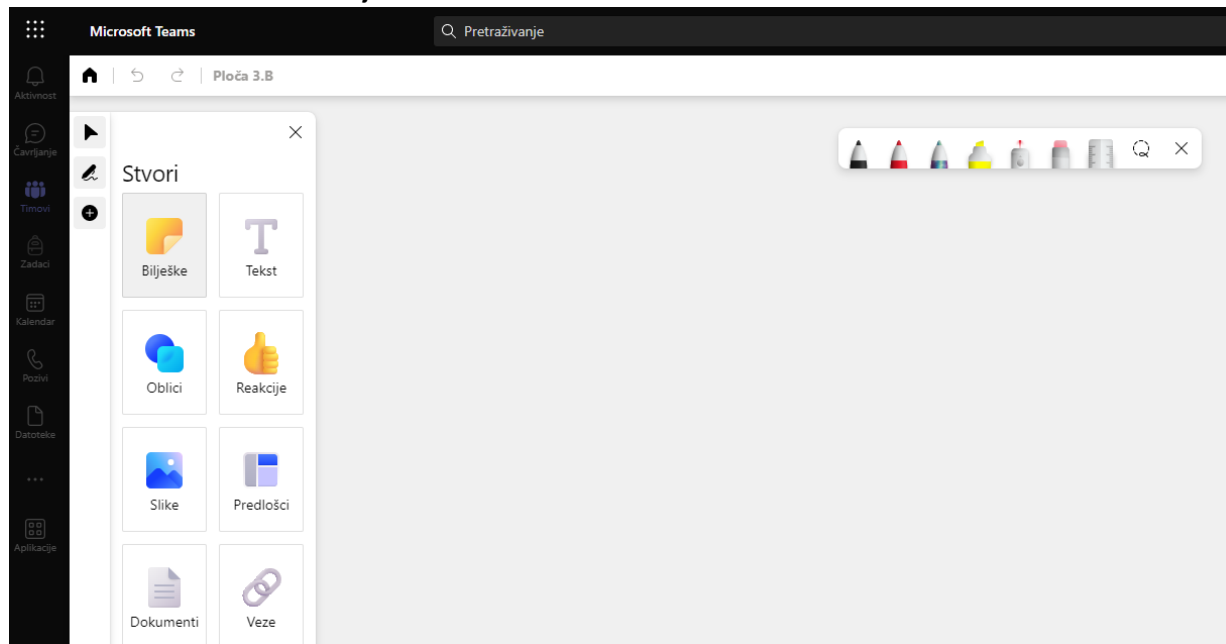 Microsoft Teams
Pretraživanje
Ploča 3.B
Aktivnost
Čavrljanje
Timovi
Zadaci
Kalendar
Pozivi
Datoteke
Aplikacije
Stvori
Bilješke
Tekst
Oblici
Reakcije
Slike
Predlošci
Dokumenti
Veze